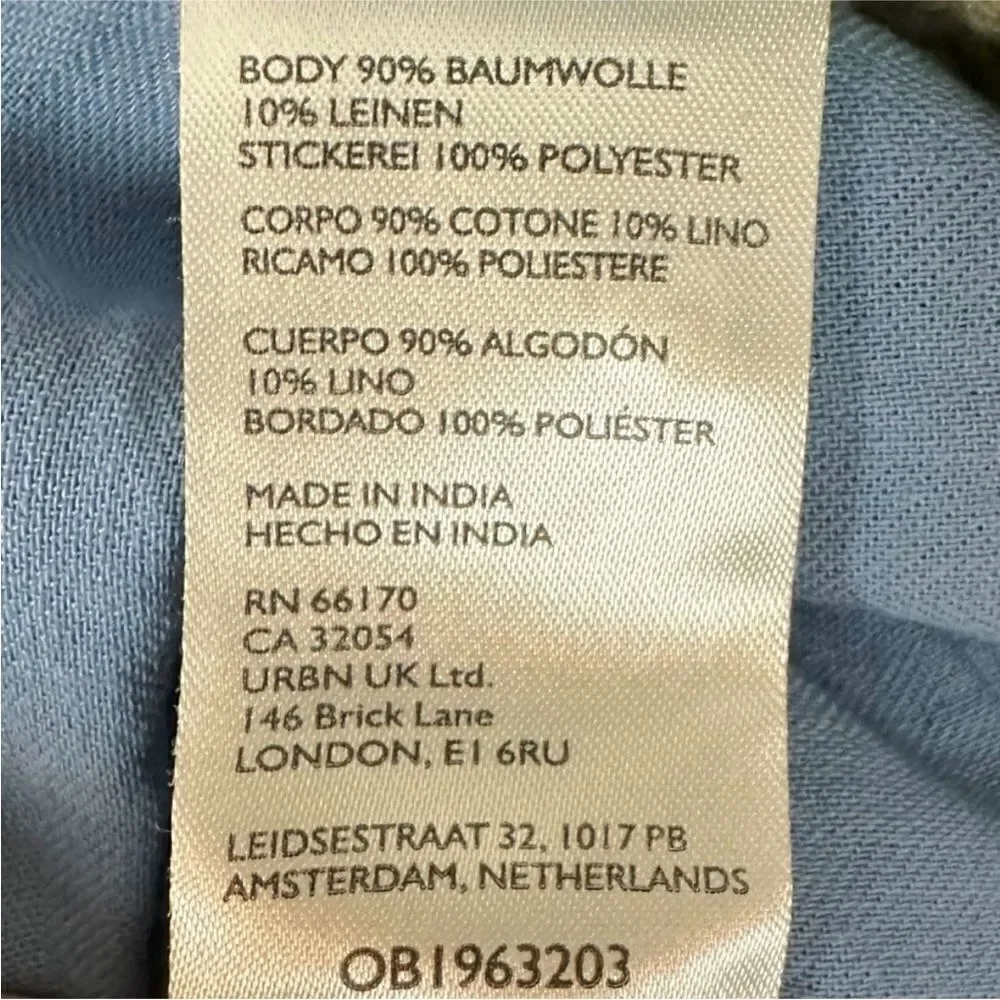 BODY 90% BAUMWOLLE
10% LEINEN
STICKEREI 100% POLYESTER
CORPO 90% COTONE 10% LINO
RICAMO 100% POLIESTERE
CUERPO 90% ALGODÓN
10% LINO
BORDADO 100% POLIÉSTER
MADE IN INDIA
HECHO EN INDIA
RN 66170
CA 32054
URBN UK Ltd.
146 Brick Lane
LONDON, E1 6RU
LEIDSESTRAAT 32, 1017 PB
AMSTERDAM, NETHERLANDS
OB1963203